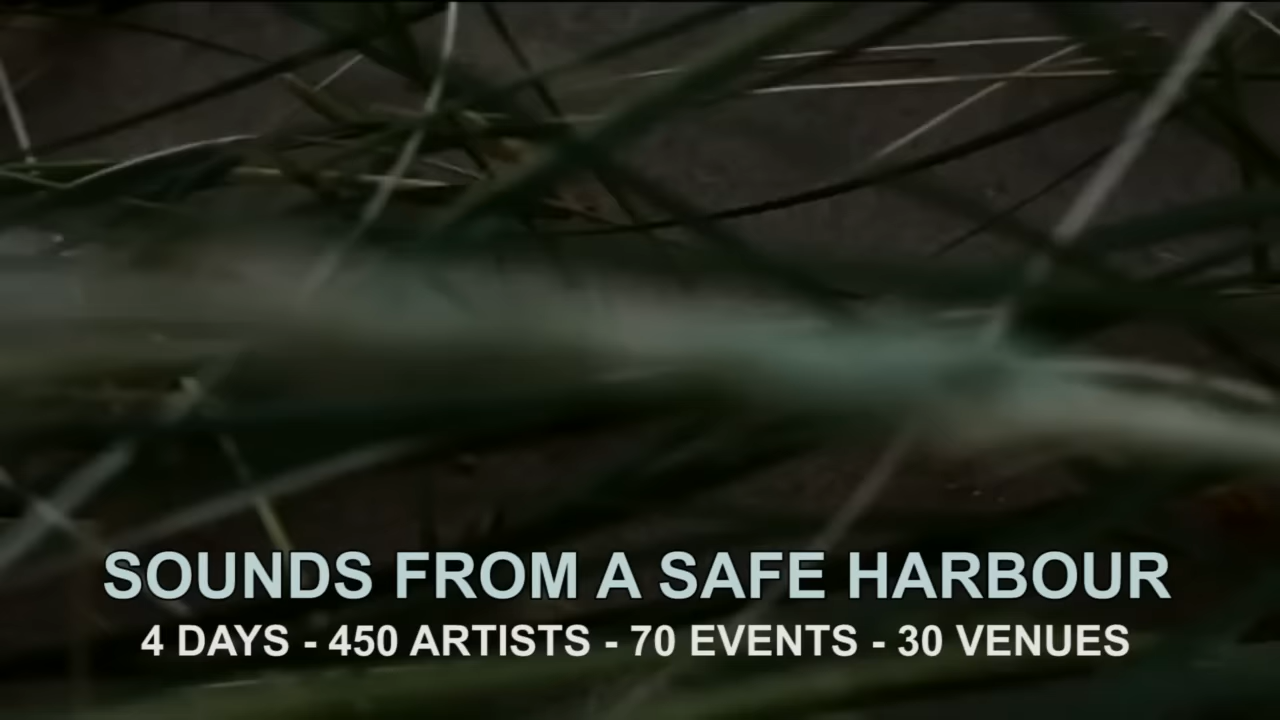 SOUNDS FROM A SAFE HARBOUR
4 DAYS - 450 ARTISTS - 70 EVENTS - 30 VENUES